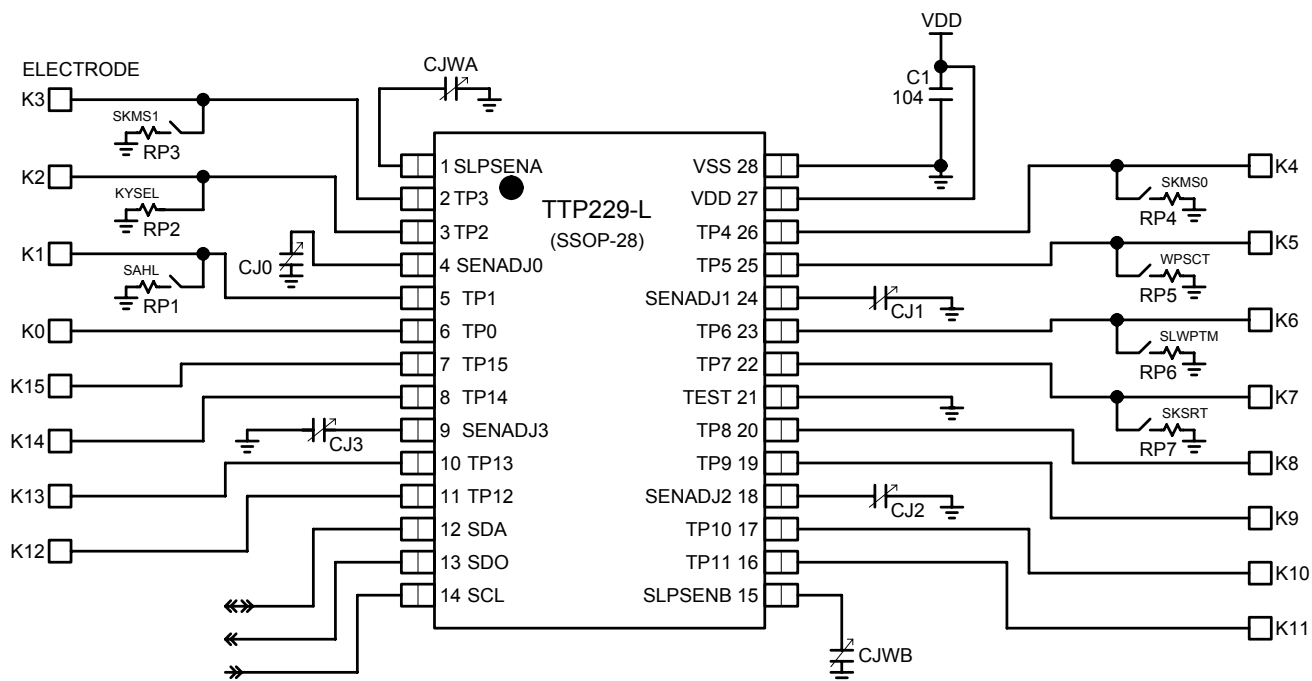 VDD
CJWA
ELECTRODE
C1
104
K3
SKMS1
RP3
K2
KYSEL
RP2
K1
SAHL
RP1
CJ0
K0
K15
K14
CJ3
K13
K12
TTP229-L
(SSOP-28)
1 SLPSENA
2 TP3
3 TP2
4 SENADJ0
5 TP1
6 TP0
7 TP15
8 TP14
9 SENADJ3
10 TP13
11 TP12
12 SDA
13 SDO
14 SCL
VSS 28
VDD 27
TP4 26
TP5 25
SENADJ1 24
TP6 23
TP7 22
TEST 21
TP8 20
TP9 19
SENADJ2 18
TP10 17
TP11 16
SLPSENB 15
K4
SKMS0
RP4
K5
WPSCT
RP5
CJ1
K6
SLWPTM
RP6
K7
SKSRT
RP7
K8
CJ2
K9
K10
K11
CJWB